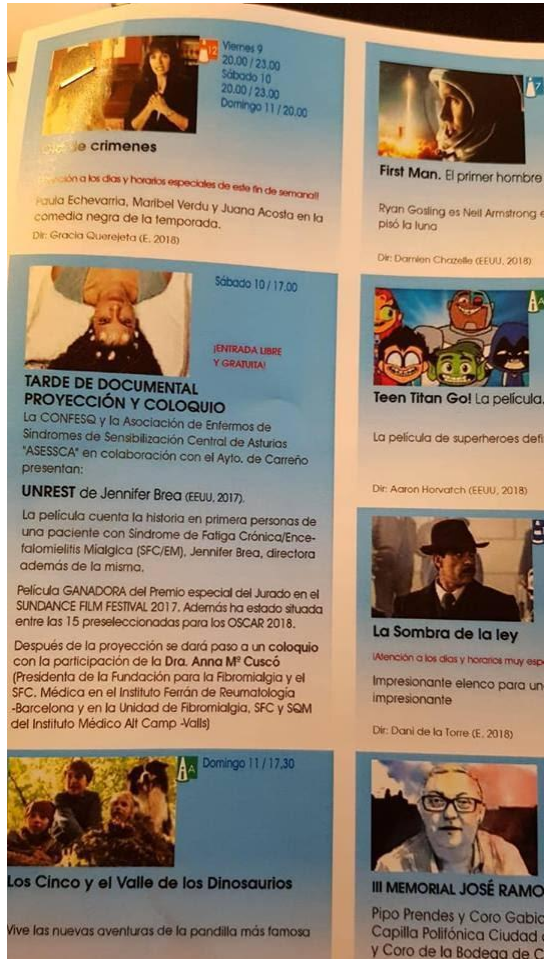 12
Viernes 9
20.00 / 23.00
Sábado 10
20.00 / 23.00
Domingo 11 / 20.00
de crimenes
a los dias y horarios especiales de este fin de semana!!
Paula Echevarria, Maribel Verdu y Juana Acosta en la
comedia negra de la temporada.
Dir: Gracia Querejeta (E. 2018)
Sábado 10 / 17.00
¡ENTRADA LIBRE
Y GRATUITA!
TARDE DE DOCUMENTAL
PROYECCIÓN Y COLOQUIO
La CONFESQ y la Asociación de Enfermos de
Síndromes de Sensibilización Central de Asturias
"ASESSCA" en colaboración con el Ayto. de Carreño
presentan:
UNREST de Jennifer Brea (EEUU, 2017).
La película cuenta la historia en primera personas de
una paciente con Síndrome de Fatiga Crónica/Ence-
falomielitis Mialgica (SFC/EM), Jennifer Brea, directora
además de la misma.
Película GANADORA del Premio especial del Jurado en el
SUNDANCE FILM FESTIVAL 2017. Además ha estado situada
entre las 15 preseleccionadas para los OSCAR 2018.
Después de la proyección se dará paso a un coloquio
con la participación de la Dra. Anna Mª Cuscó
(Presidenta de la Fundación para la Fibromialgia y el
SFC. Médica en el Instituto Ferrán de Reumatología
-Barcelona y en la Unidad de Fibromialgia, SFC y SQM
del Instituto Médico Alt Camp -Valls)
A
Domingo 11 / 17.30
Los Cinco y el Valle de los Dinosaurios
Vive las nuevas aventuras de la pandilla más famosa
7
First Man. El primer hombre
Ryan Gosling es Neil Armstrong
pisó la luna
Dir: Damien Chazelle (EEUU, 2018)
A
Teen Titan Go! La película.
La película de superheroes
Dir: Aaron Horvatch (EEUU, 2018)
La Sombra de la ley
¡Atención a los dias y horarios muy
Impresionante elenco para
impresionante
Dir: Dani de la Torre (E, 2018)
III MEMORIAL JOSÉ
Pipo Prendes y Coro
Capilla Polifónica Ciudad
y Coro de la Bodega de